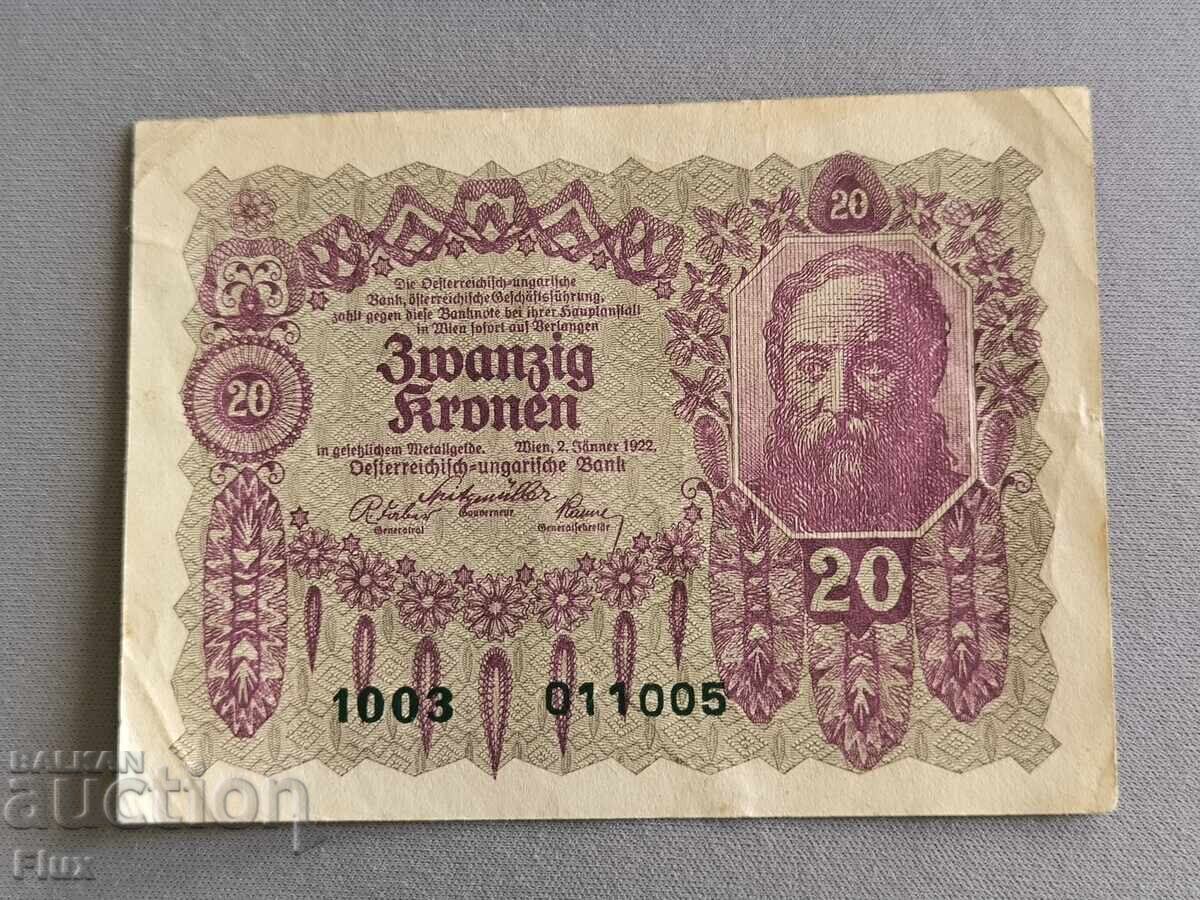 20
Die Oesterreichisch-ungarische
Bank, österreichische Geschäftsführung,
zahlt gegen diese Banknote bei ihrer Hauptanstalt
in Wien sofort auf Verlangen
Zwanzig
Kronen
20
in gesetzlichem Metallgelde. Wien, 2. Jänner 1922.
Oesterreichisch-ungarische Bank
Spitzmüller
Generalrat
Gouverneur
Generalsekretär
20
1003 011005
BALKAN
auction
Flux